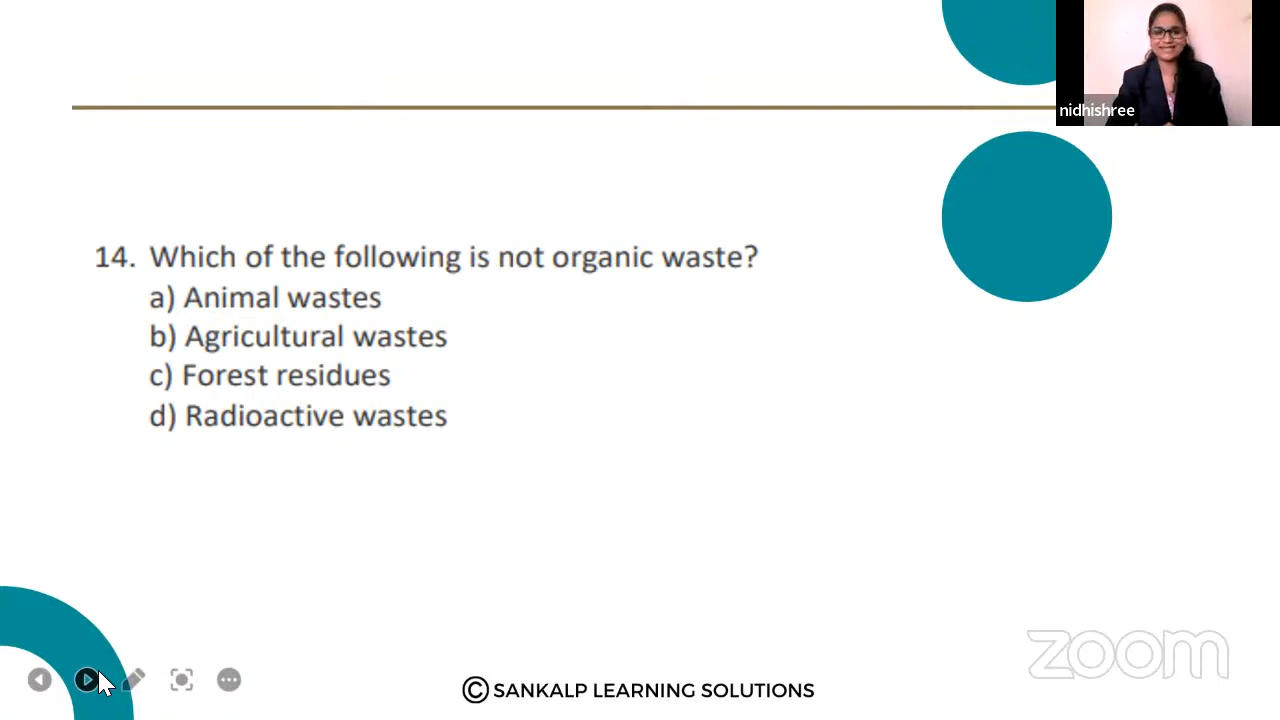 nidhishree
14. Which of the following is not organic waste?
a) Animal wastes
b) Agricultural wastes
c) Forest residues
d) Radioactive wastes
zoom
© SANKALP LEARNING SOLUTIONS